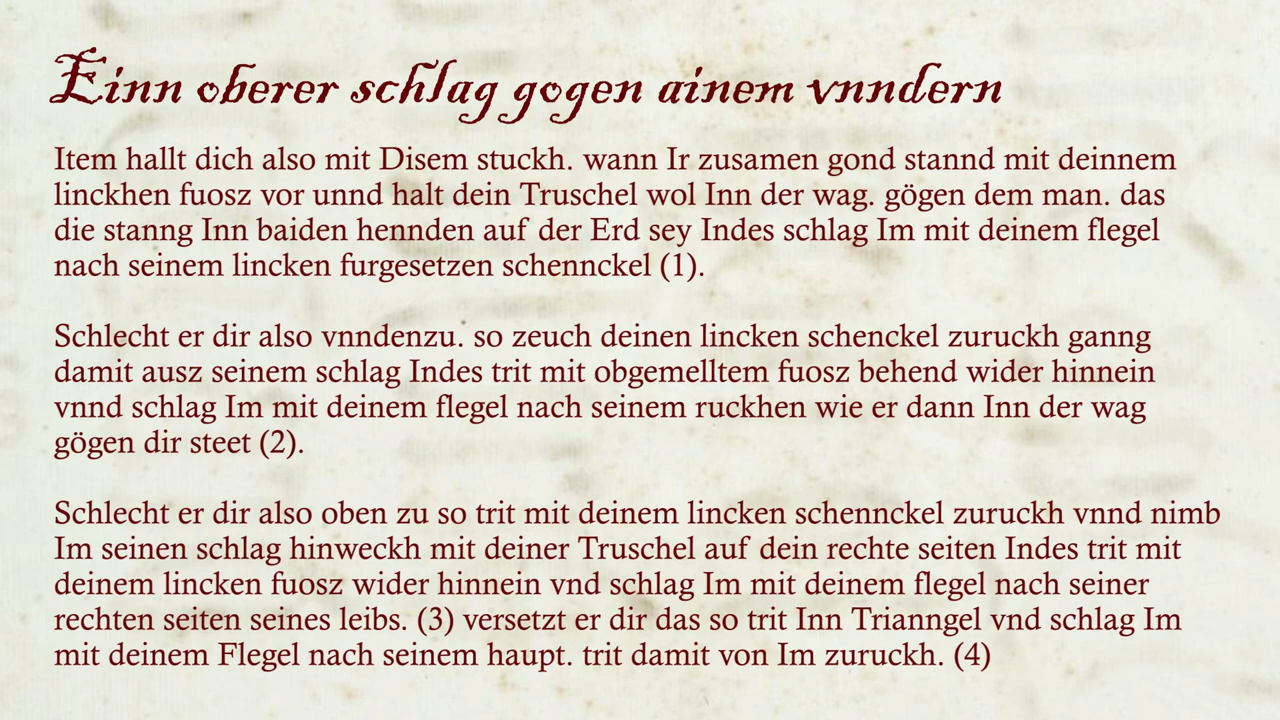 Einn oberer schlag gogen ainem vnndern
Item hallt dich also mit Disem stuckh. wann Ir zusamen gond stannd mit deinnem
linckhen fuosz vor unnd halt dein Truschel wol Inn der wag. gögen dem man. das
die stanng Inn baiden hennden auf der Erd sey Indes schlag Im mit deinem flegel
nach seinem lincken furgesetzen schennckel (1).
Schlecht er dir also vnndenzu. so zeuch deinen lincken schenckel zuruckh ganng
damit ausz seinem schlag Indes trit mit obgemelltem fuosz behend wider hinnein
vnnd schlag Im mit deinem flegel nach seinem ruckhen wie er dann Inn der wag
gögen dir steet (2).
Schlecht er dir also oben zu so trit mit deinem lincken schennckel zuruckh vnnd nimb
Im seinen schlag hinweckh mit deiner Truschel auf dein rechte seiten Indes trit mit
deinem lincken fuosz wider hinnein vnd schlag Im mit deinem flegel nach seiner
rechten seiten seines leibs. (3) versetzt er dir das so trit Inn Trianngel vnd schlag Im
mit deinem Flegel nach seinem haupt. trit damit von Im zuruckh. (4)